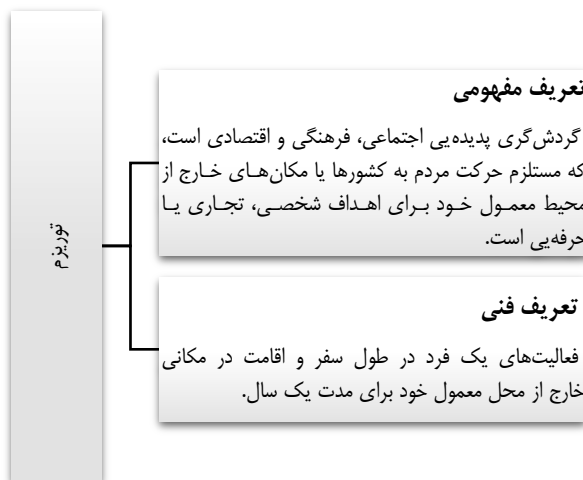 توریزم
تعریف مفهومی
گردش‌گری پدیده‌یی اجتماعی، فرهنگی و اقتصادی است،
که مستلزم حرکت مردم به کشورها یا مکان‌های خارج از
محیط معمول خود برای اهداف شخصی، تجاری یا
حرفه‌یی است.
تعریف فنی
فعالیت‌های یک فرد در طول سفر و اقامت در مکانی
خارج از محل معمول خود برای مدت یک سال.